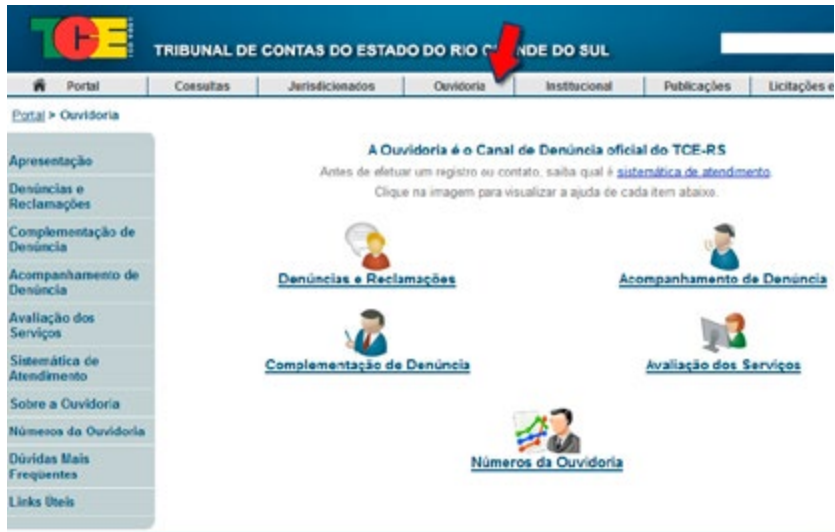 TCE
TRIBUNAL DE CONTAS DO ESTADO DO RIO NDE DO SUL
Portal
Consultas
Jurisdicionados
Ouvidoria
Institucional
Publicações
Licitações e
Portal > Ouvidoria
Apresentação
Denúncias e
Reclamações
Complementação de
Denúncia
Acompanhamento de
Denúncia
Avaliação dos
Serviços
Sistemática de
Atendimento
Sobre a Ouvidoria
Números da Ouvidoria
Dúvidas Mais
Freqüentes
Links Úteis
A Ouvidoria é o Canal de Denúncia oficial do TCE-RS
Antes de efetuar um registro ou contato, saiba qual é sistemática de atendimento.
Clique na imagem para visualizar a ajuda de cada item abaixo.
Denúncias e Reclamações
Acompanhamento de Denúncia
Complementação de Denúncia
Avaliação dos Serviços
Números da Ouvidoria